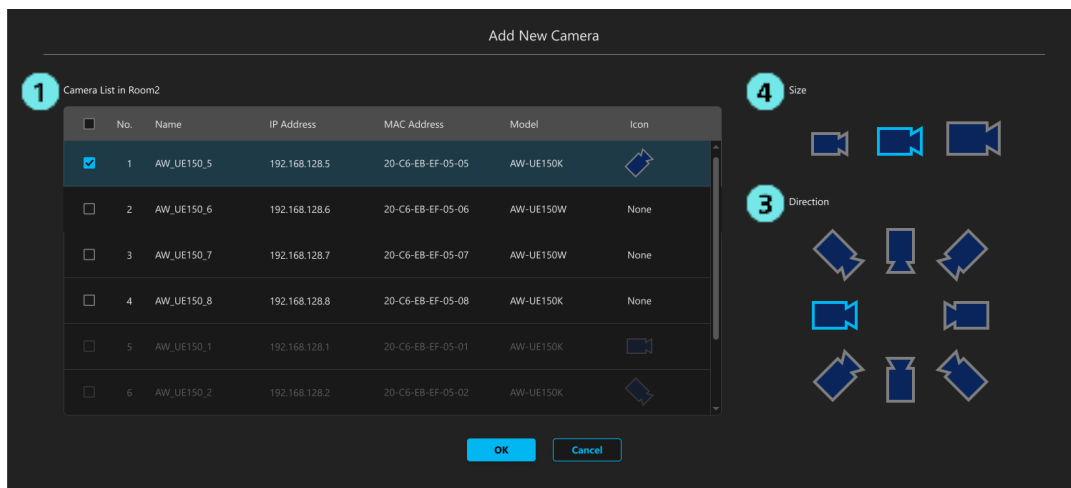 Add New Camera
1 Camera List in Room2
No. Name IP Address MAC Address Model Icon
1 AW_UE150_5 192.168.128.5 20-C6-EB-EF-05-05 AW-UE150K
2 AW_UE150_6 192.168.128.6 20-C6-EB-EF-05-06 AW-UE150W None
3 AW_UE150_7 192.168.128.7 20-C6-EB-EF-05-07 AW-UE150W None
4 AW_UE150_8 192.168.128.8 20-C6-EB-EF-05-08 AW-UE150K None
5 AW_UE150_1 192.168.128.1 20-C6-EB-EF-05-01 AW-UE150K
6 AW_UE150_2 192.168.128.2 20-C6-EB-EF-05-02 AW-UE150K
4 Size
3 Direction
OK Cancel